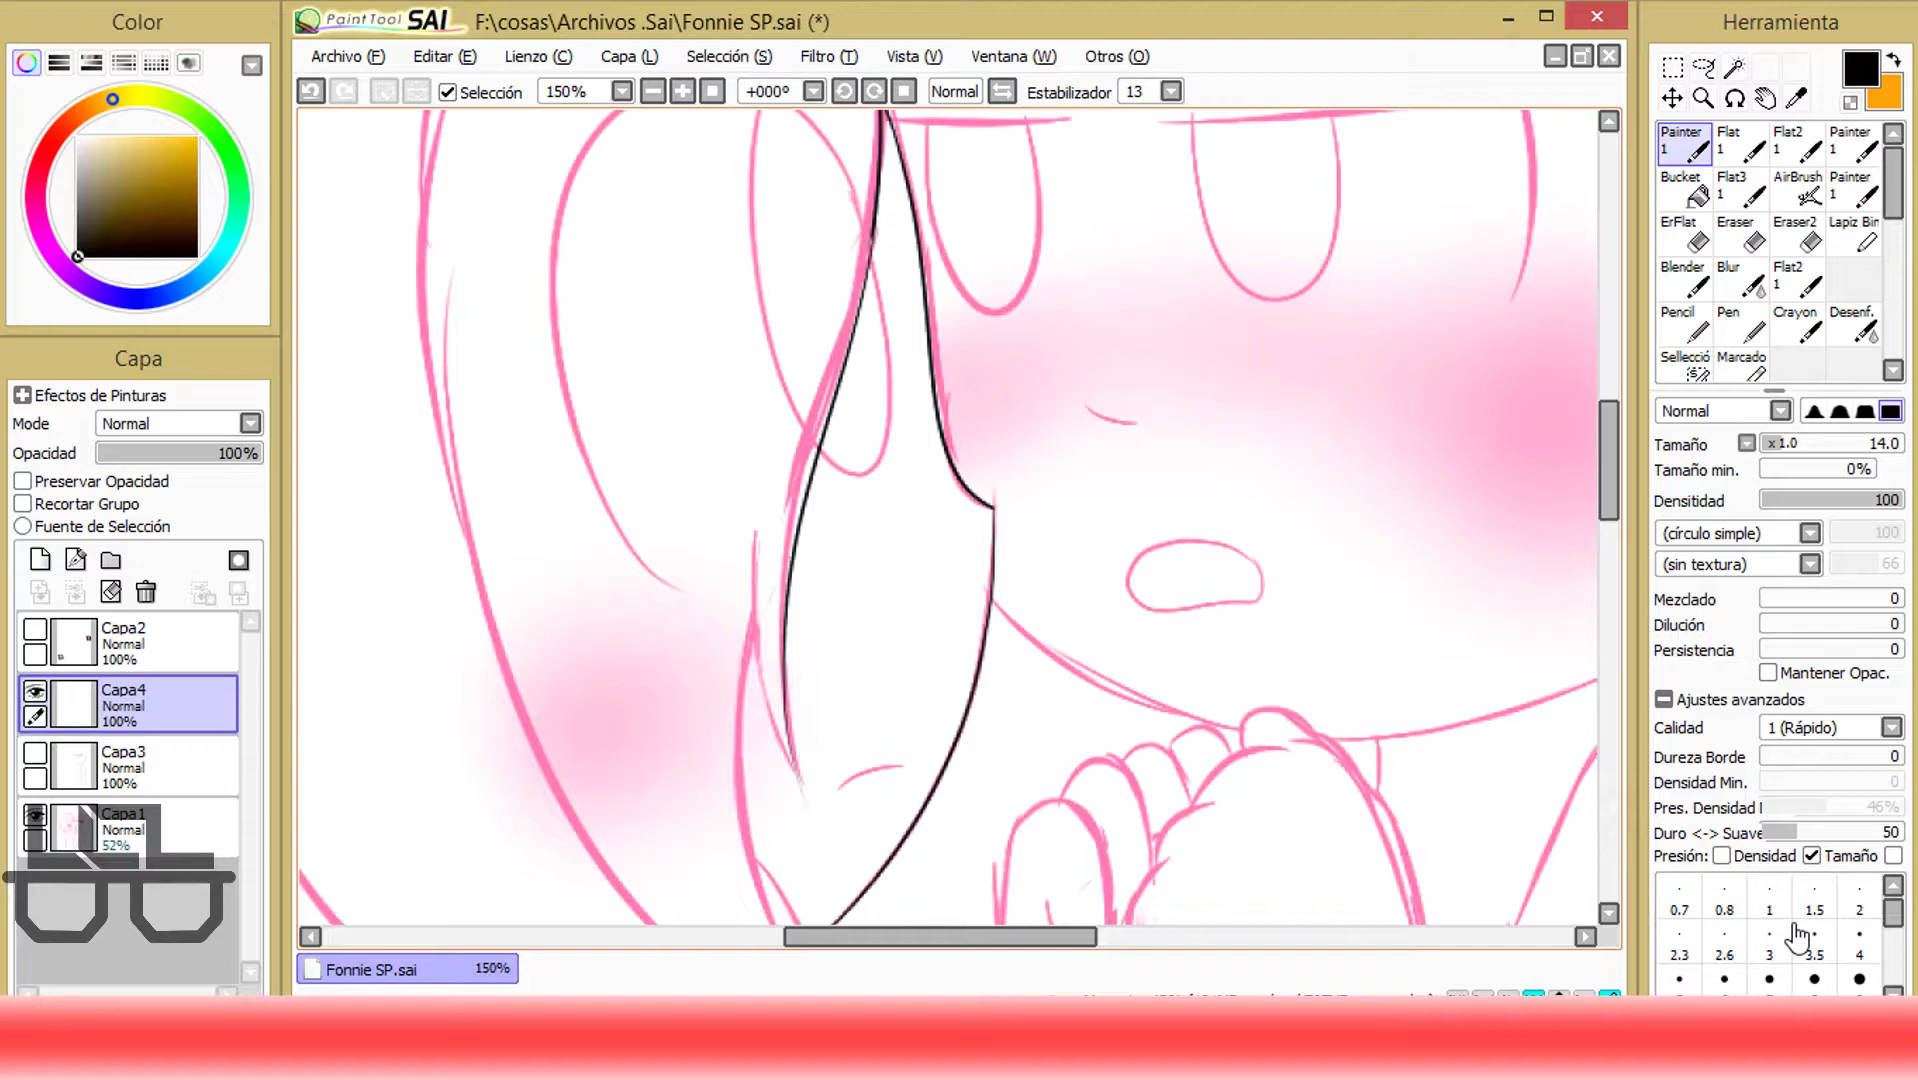 Color
PaintTool SAI F:\cosas\Archivos .Sai\Fonnie SP.sai (*)
Herramienta
Archivo (F) Editar (E) Lienzo (C) Capa (L) Selección (S) Filtro (T) Vista (V) Ventana (W) Otros (O)
Selección 150% +000º Normal Estabilizador 13
Painter 1 Flat 1 Flat2 1 Painter 1
Bucket Flat3 1 AirBrush Painter 1
ErFlat Eraser Eraser2 Lapiz Bin
Blender Blur Flat2 1
Pencil Pen Crayon Desenf.
Sellecció Marcado
Capa
Efectos de Pinturas
Mode Normal
Opacidad 100%
Preservar Opacidad
Recortar Grupo
Fuente de Selección
Capa2
Normal
100%
Capa4
Normal
100%
Capa3
Normal
100%
Capa1
Normal
52%
Normal
Tamaño x 1.0 14.0
Tamaño min. 0%
Densitidad 100
(círculo simple) 100
(sin textura) 66
Mezclado 0
Dilución 0
Persistencia 0
Mantener Opac.
Ajustes avanzados
Calidad 1 (Rápido)
Dureza Borde 0
Densidad Min. 0
Pres. Densidad 46%
Duro <-> Suave 50
Presión: Densidad Tamaño
0.7 0.8 1 1.5 2
2.3 2.6 3 3.5 4
Fonnie SP.sai 150%